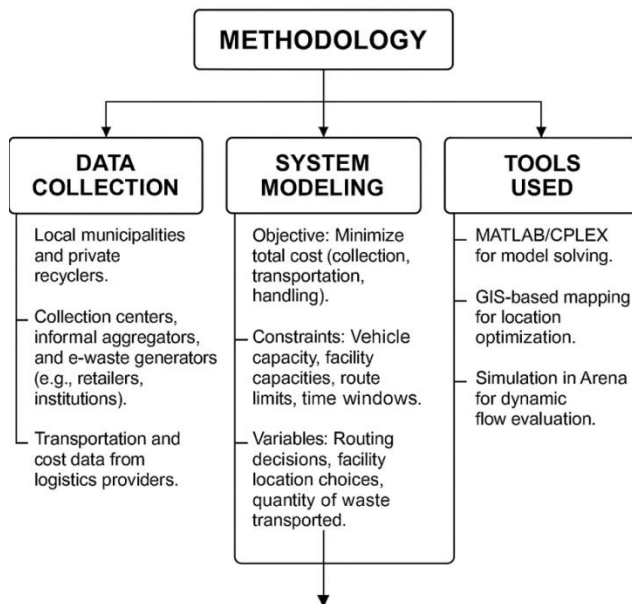 METHODOLOGY
DATA
COLLECTION
Local municipalities
and private
recyclers.
Collection centers,
informal aggregators,
and e-waste generators
(e.g., retailers,
institutions).
Transportation and
cost data from
logistics providers.
SYSTEM
MODELING
Objective: Minimize
total cost (collection,
transportation,
handling).
Constraints: Vehicle
capacity, facility
capacities, route
limits, time windows.
Variables: Routing
decisions, facility
location choices,
quantity of waste
transported.
TOOLS
USED
MATLAB/CPLEX
for model solving.
GIS-based mapping
for location
optimization.
Simulation in Arena
for dynamic
flow evaluation.